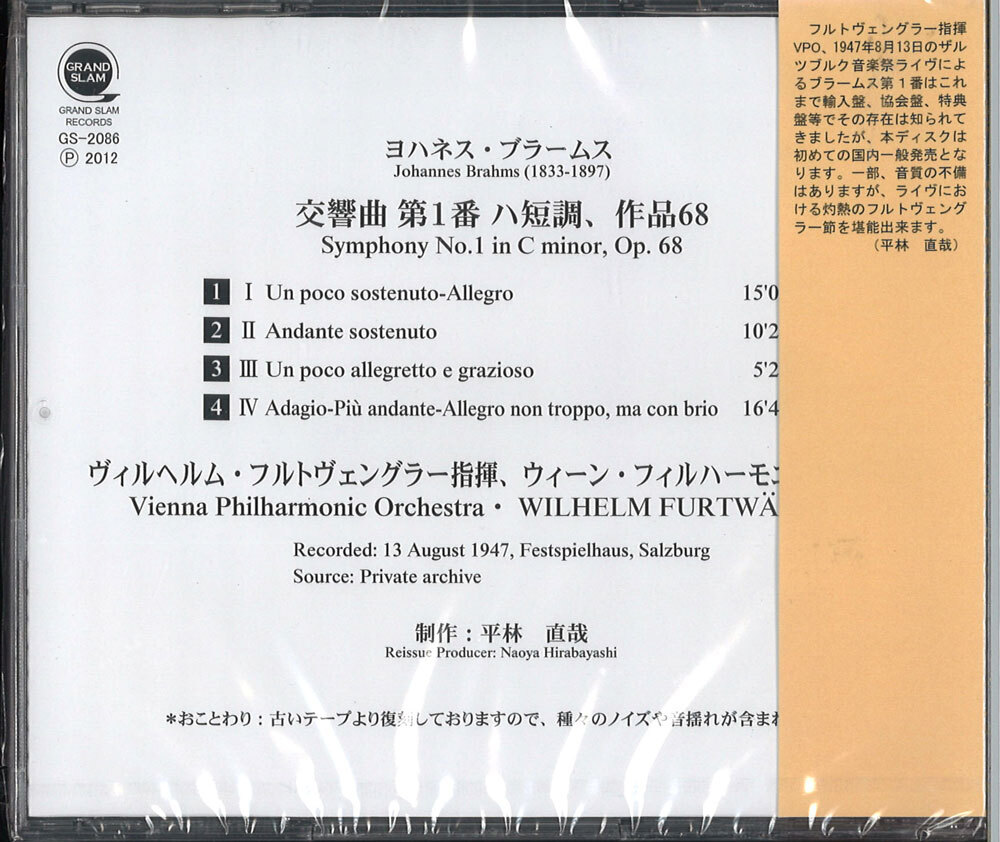 GRAND
SLAM
GRAND SLAM
RECORDS
GS-2086
Ⓟ 2012
ヨハネス・ブラームス
Johannes Brahms (1833-1897)
交響曲 第1番 ハ短調、作品68
Symphony No.1 in C minor, Op. 68
1 Ⅰ Un poco sostenuto-Allegro 15'0
2 Ⅱ Andante sostenuto 10'2
3 Ⅲ Un poco allegretto e grazioso 5'2
4 Ⅳ Adagio-Più andante-Allegro non troppo, ma con brio 16'4
ヴィルヘルム・フルトヴェングラー指揮、ウィーン・フィルハーモニ
Vienna Philharmonic Orchestra・ WILHELM FURTWÄ
Recorded: 13 August 1947, Festspielhaus, Salzburg
Source: Private archive
制作：平林 直哉
Reissue Producer: Naoya Hirabayashi
*おことわり：古いテープより復刻しておりますので、種々のノイズや音揺れが含まれ
フルトヴェングラー指揮
VPO、1947年8月13日のザル
ツブルク音楽祭ライヴによ
るブラームス第１番はこれ
まで輸入盤、協会盤、特典
盤等でその存在は知られて
きましたが、本ディスクは
初めての国内一般発売とな
ります。一部、音質の不備
はありますが、ライヴにお
ける灼熱のフルトヴェング
ラー節を堪能出来ます。
（平林 直哉）